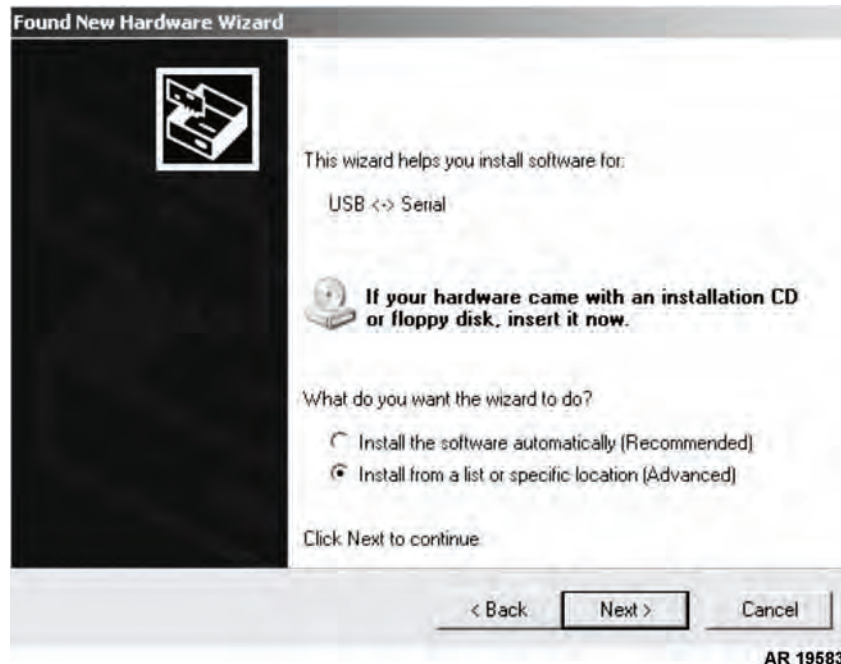 Found New Hardware Wizard
This wizard helps you install software for:
USB <-> Serial
If your hardware came with an installation CD
or floppy disk, insert it now.
What do you want the wizard to do?
Install the software automatically (Recommended)
Install from a list or specific location (Advanced)
Click Next to continue.
< Back Next > Cancel
AR 19583